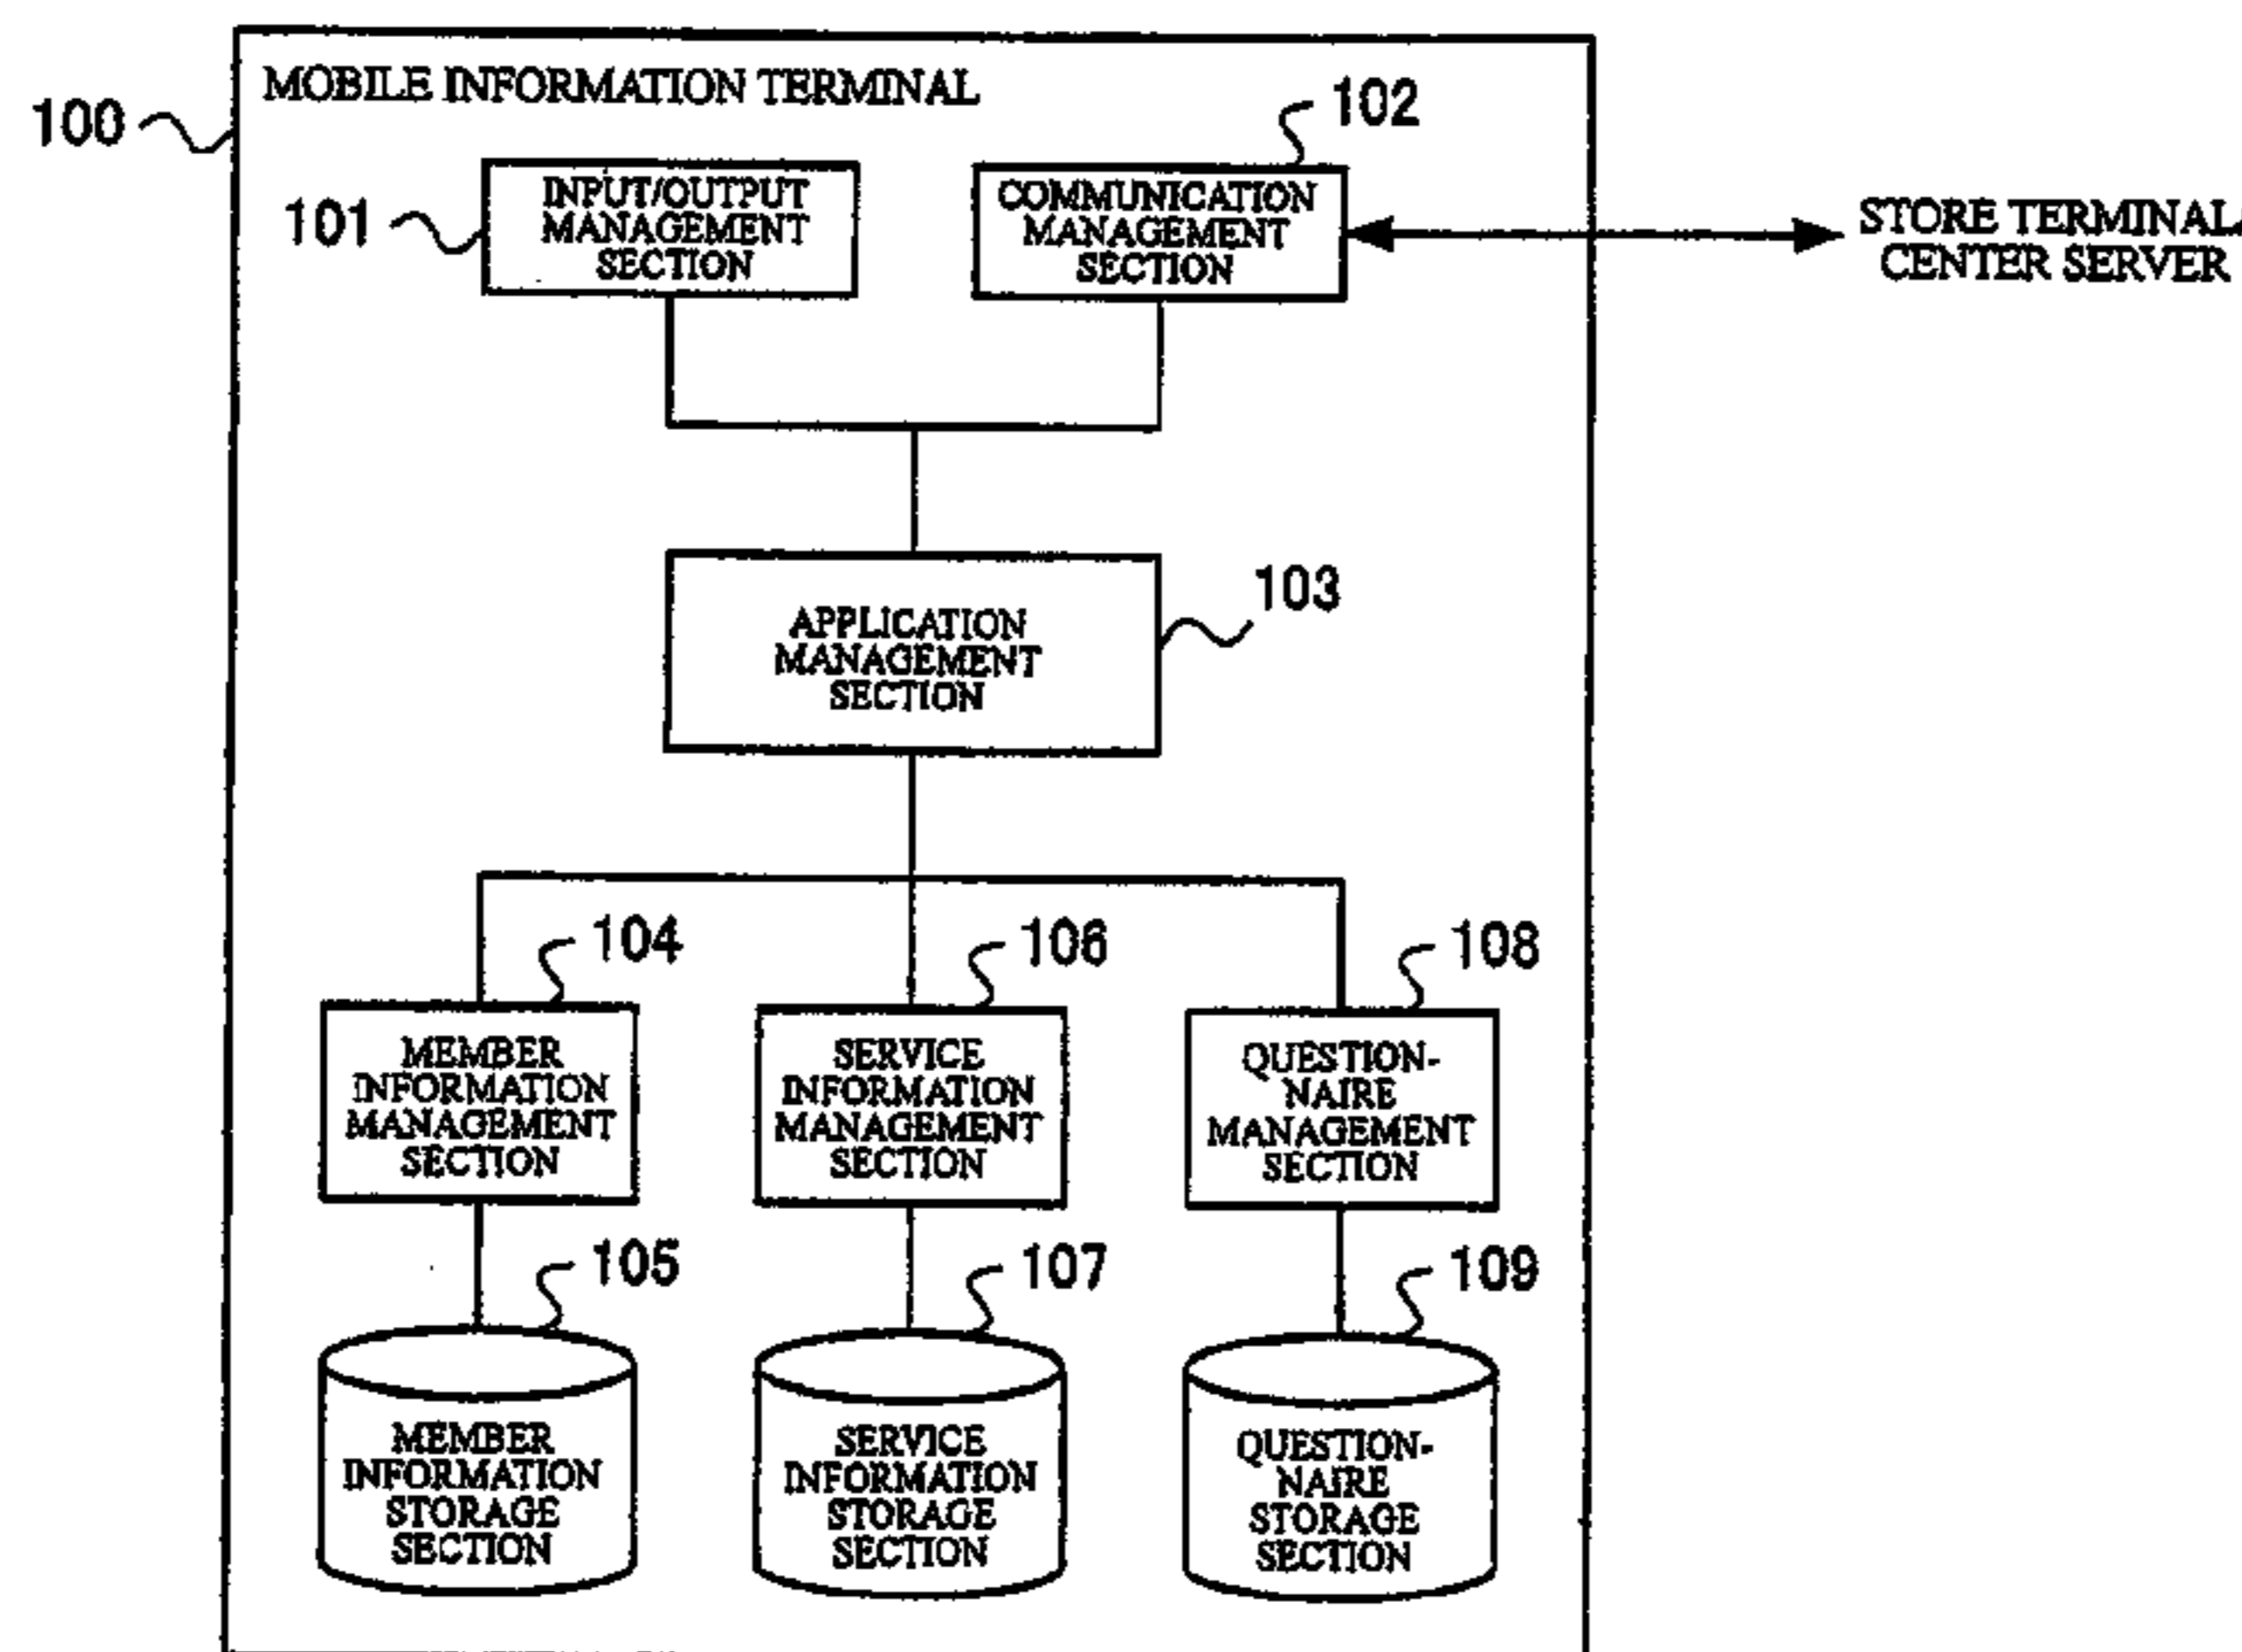 MOBILE INFORMATION TERMINAL
100
102
101
INPUT/OUTPUT
MANAGEMENT
SECTION
COMMUNICATION
MANAGEMENT
SECTION
STORE TERMINAL/
CENTER SERVER
103
APPLICATION
MANAGEMENT
SECTION
104
106
108
MEMBER
INFORMATION
MANAGEMENT
SECTION
SERVICE
INFORMATION
MANAGEMENT
SECTION
QUESTION-
NAIRE
MANAGEMENT
SECTION
105
107
109
MEMBER
INFORMATION
STORAGE
SECTION
SERVICE
INFORMATION
STORAGE
SECTION
QUESTION-
NAIRE
STORAGE
SECTION